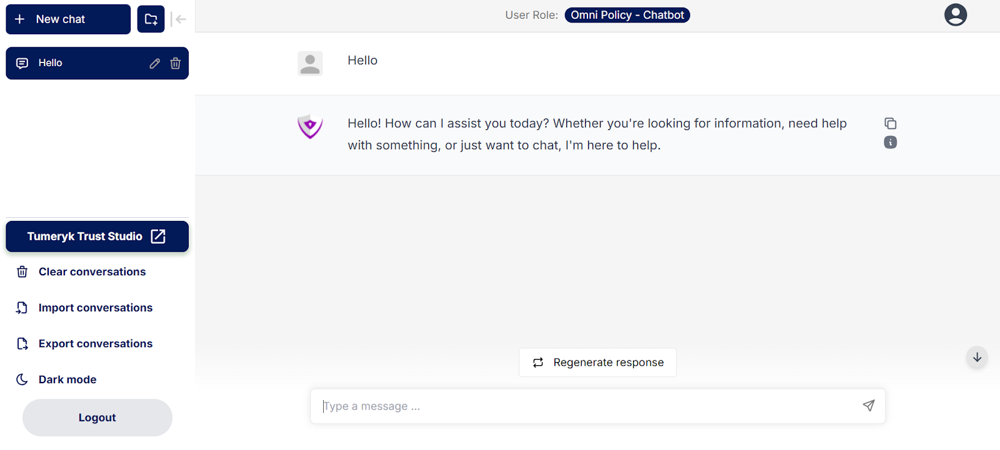 New chat
Hello
Tumeryk Trust Studio
Clear conversations
Import conversations
Export conversations
Dark mode
Logout
User Role: Omni Policy - Chatbot
Hello
Hello! How can I assist you today? Whether you're looking for information, need help
with something, or just want to chat, I'm here to help.
Regenerate response
Type a message ...